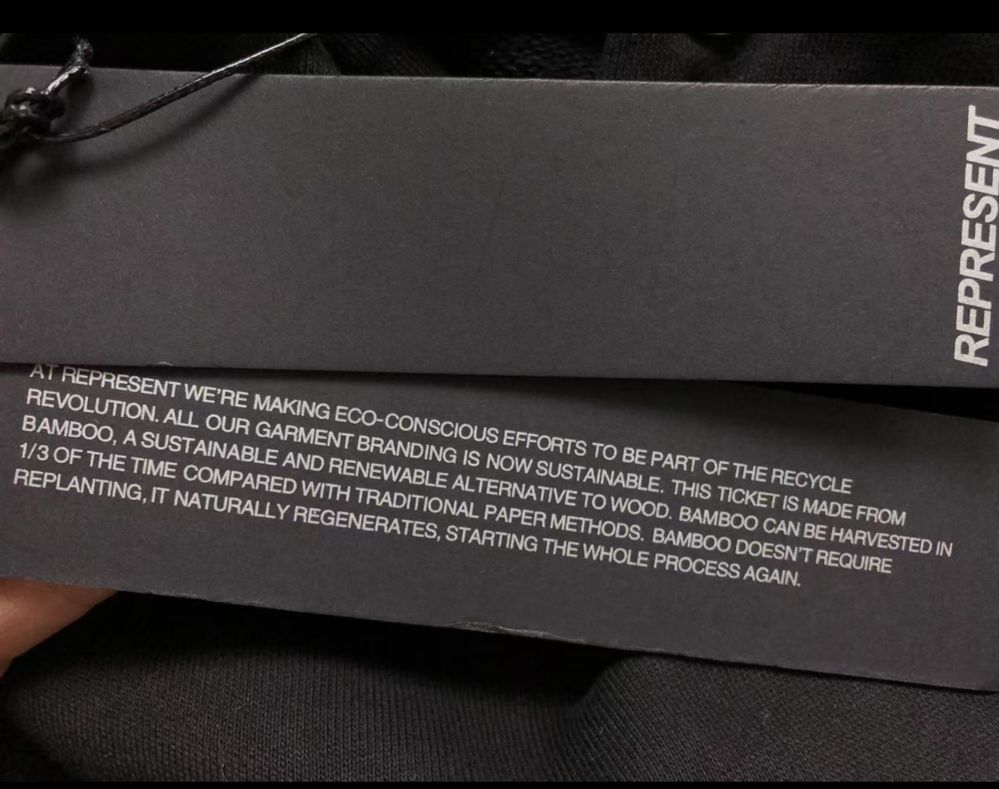 REPRESENT
AT REPRESENT WE'RE MAKING ECO-CONSCIOUS EFFORTS TO BE PART OF THE RECYCLE
REVOLUTION. ALL OUR GARMENT BRANDING IS NOW SUSTAINABLE. THIS TICKET IS MADE FROM
BAMBOO, A SUSTAINABLE AND RENEWABLE ALTERNATIVE TO WOOD. BAMBOO CAN BE HARVESTED IN
1/3 OF THE TIME COMPARED WITH TRADITIONAL PAPER METHODS. BAMBOO DOESN'T REQUIRE
REPLANTING, IT NATURALLY REGENERATES, STARTING THE WHOLE PROCESS AGAIN.